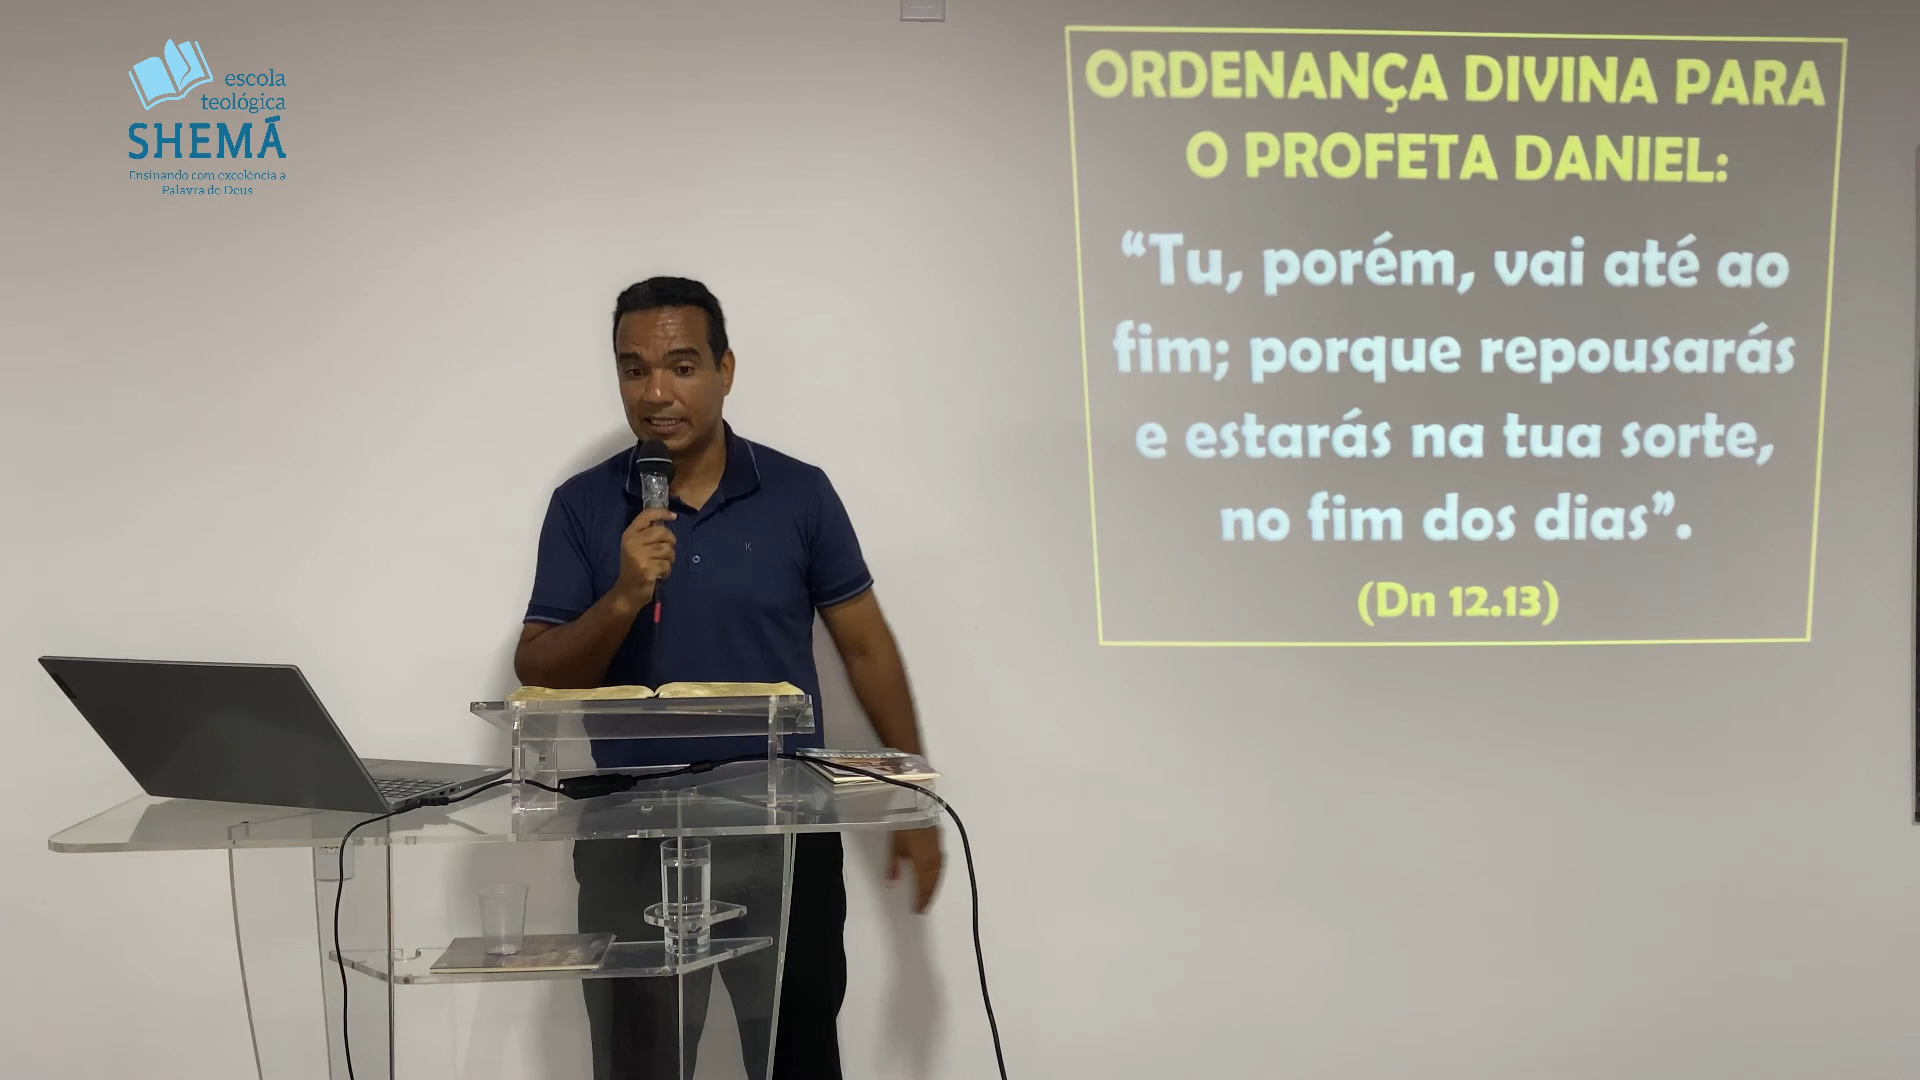 escola
teológica
SHEMÁ
Ensinando com excelência a
Palavra de Deus
ORDENANÇA DIVINA PARA
O PROFETA DANIEL:
“Tu, porém, vai até ao
fim; porque repousarás
e estarás na tua sorte,
no fim dos dias”.
(Dn 12.13)
K